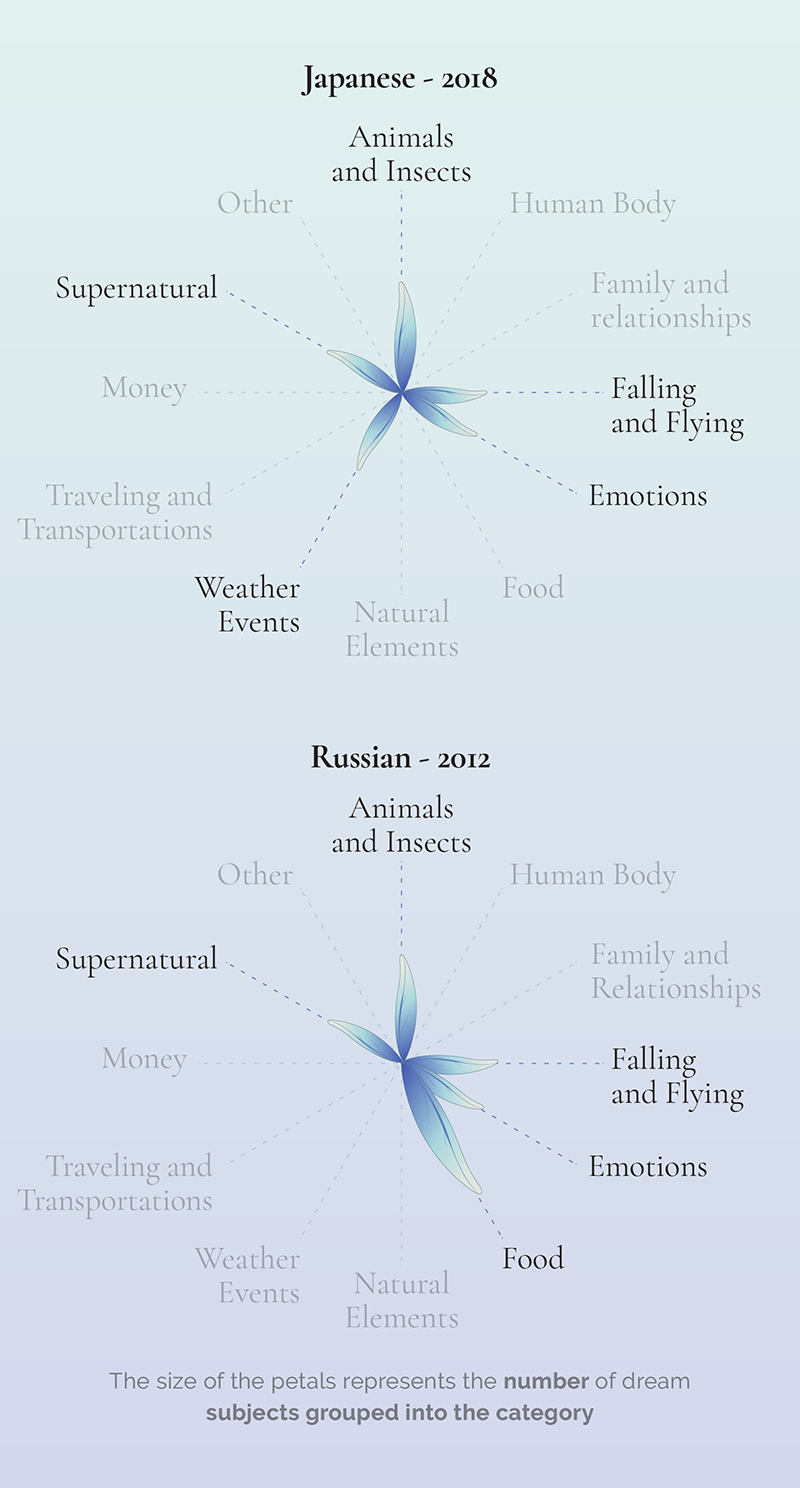 Japanese - 2018
Animals
and Insects
Other
Human Body
Supernatural
Family and
relationships
Money
Falling
and Flying
Traveling and
Transportations
Emotions
Weather
Events
Food
Natural
Elements
Russian - 2012
Animals
and Insects
Other
Human Body
Supernatural
Family and
Relationships
Money
Falling
and Flying
Traveling and
Transportations
Emotions
Weather
Events
Food
Natural
Elements
The size of the petals represents the number of dream
subjects grouped into the category